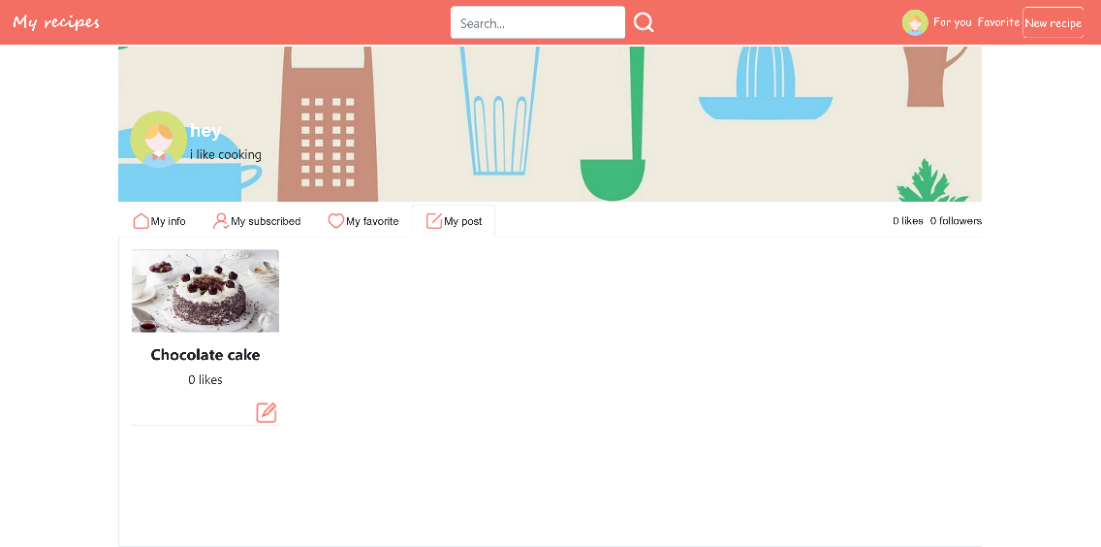 My recipes
Search...
For you Favorite New recipe
hey
i like cooking
My info My subscribed My favorite My post 0 likes 0 followers
Chocolate cake
0 likes